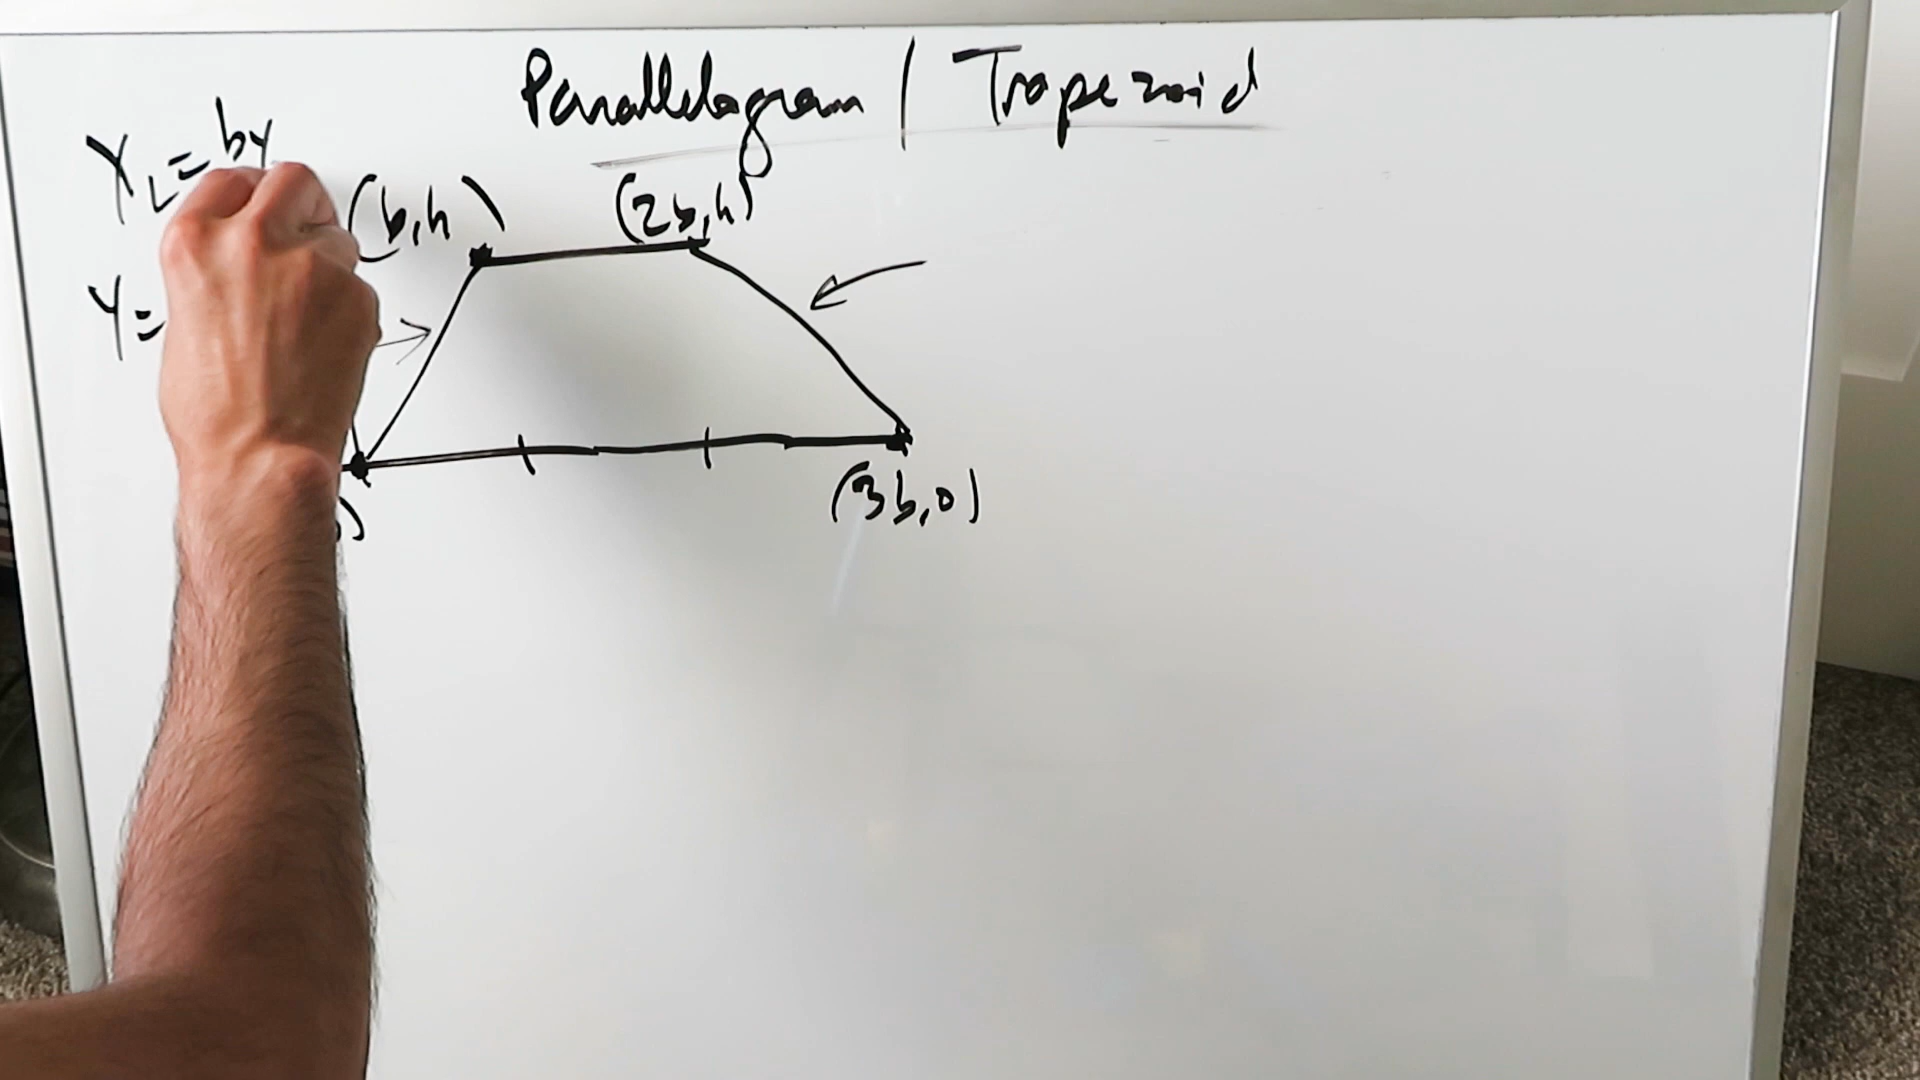 Parallelogram / Trapezoid
X_L = by
(b,h) (2b,h)
Y=
(3b,0)